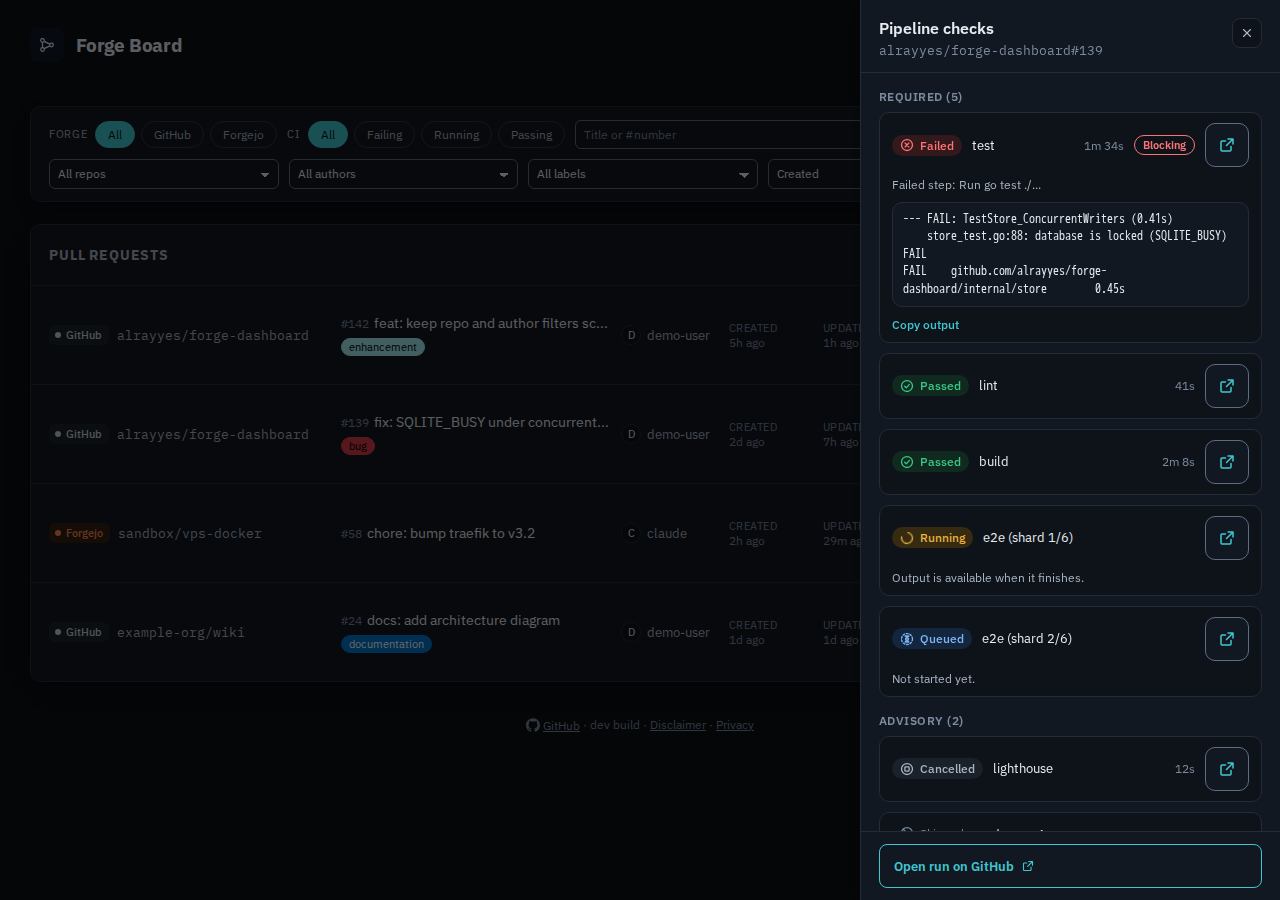 Forge Board
FORGE All GitHub Forgejo CI All Failing Running Passing Title or #number
All repos All authors All labels Created
PULL REQUESTS
GitHub alrayyes/forge-dashboard #142 feat: keep repo and author filters sc... D demo-user CREATED
enhancement 5h ago 1h ago
GitHub alrayyes/forge-dashboard #139 fix: SQLITE_BUSY under concurrent... D demo-user CREATED
bug 2d ago 7h ago
Forgejo sandbox/vps-docker #58 chore: bump traefik to v3.2 C claude CREATED
2h ago 29m ag
GitHub example-org/wiki #24 docs: add architecture diagram D demo-user CREATED
documentation 1d ago 1d ago
GitHub · dev build · Disclaimer · Privacy
Pipeline checks
alrayyes/forge-dashboard#139
REQUIRED (5)
Failed test 1m 34s Blocking
Failed step: Run go test ./...
--- FAIL: TestStore_ConcurrentWriters (0.41s)
store_test.go:88: database is locked (SQLITE_BUSY)
FAIL
FAIL github.com/alrayyes/forge-
dashboard/internal/store 0.45s
Copy output
Passed lint 41s
Passed build 2m 8s
Running e2e (shard 1/6)
Output is available when it finishes.
Queued e2e (shard 2/6)
Not started yet.
ADVISORY (2)
Cancelled lighthouse 12s
Open run on GitHub